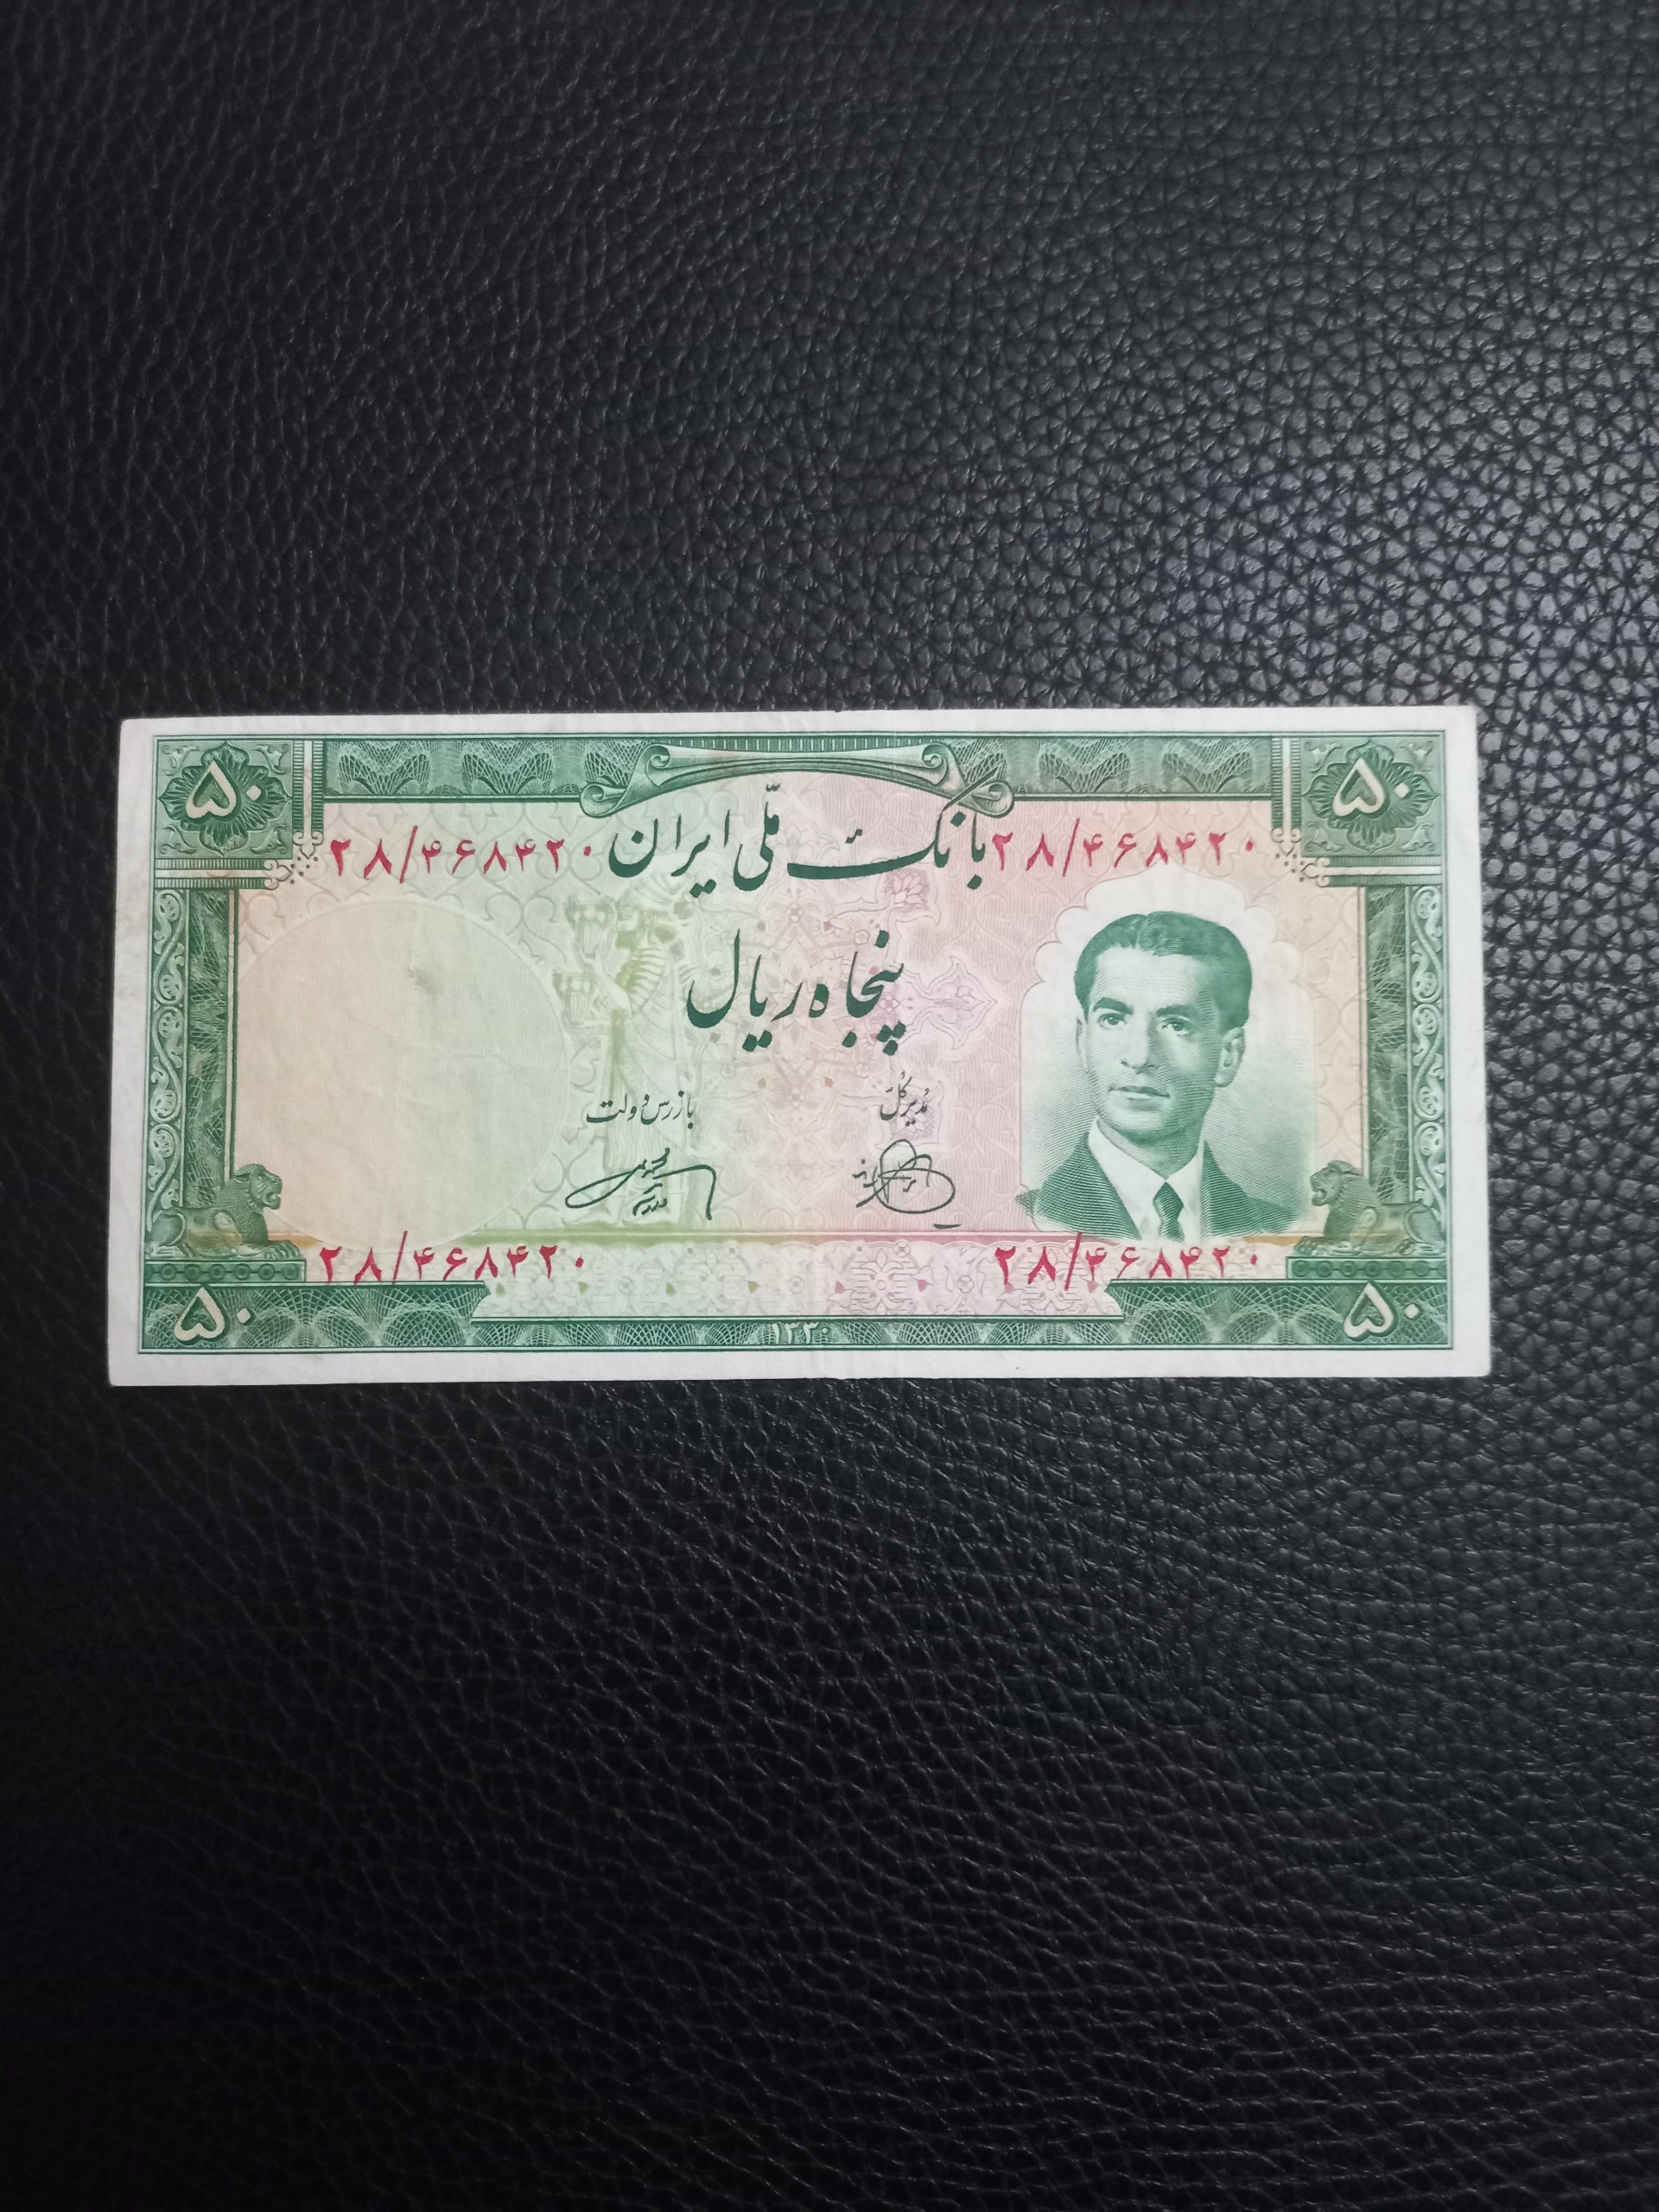 ۵۰ ۵۰
بانک ملّی ایران
۲۸/۴۶۸۴۲۰ ۲۸/۴۶۸۴۲۰
پنجاه ریال
مدیر کلّ بازرس دولت
۲۸/۴۶۸۴۲۰ ۲۸/۴۶۸۴۲۰
۵۰ ۵۰
۱۳۳۰